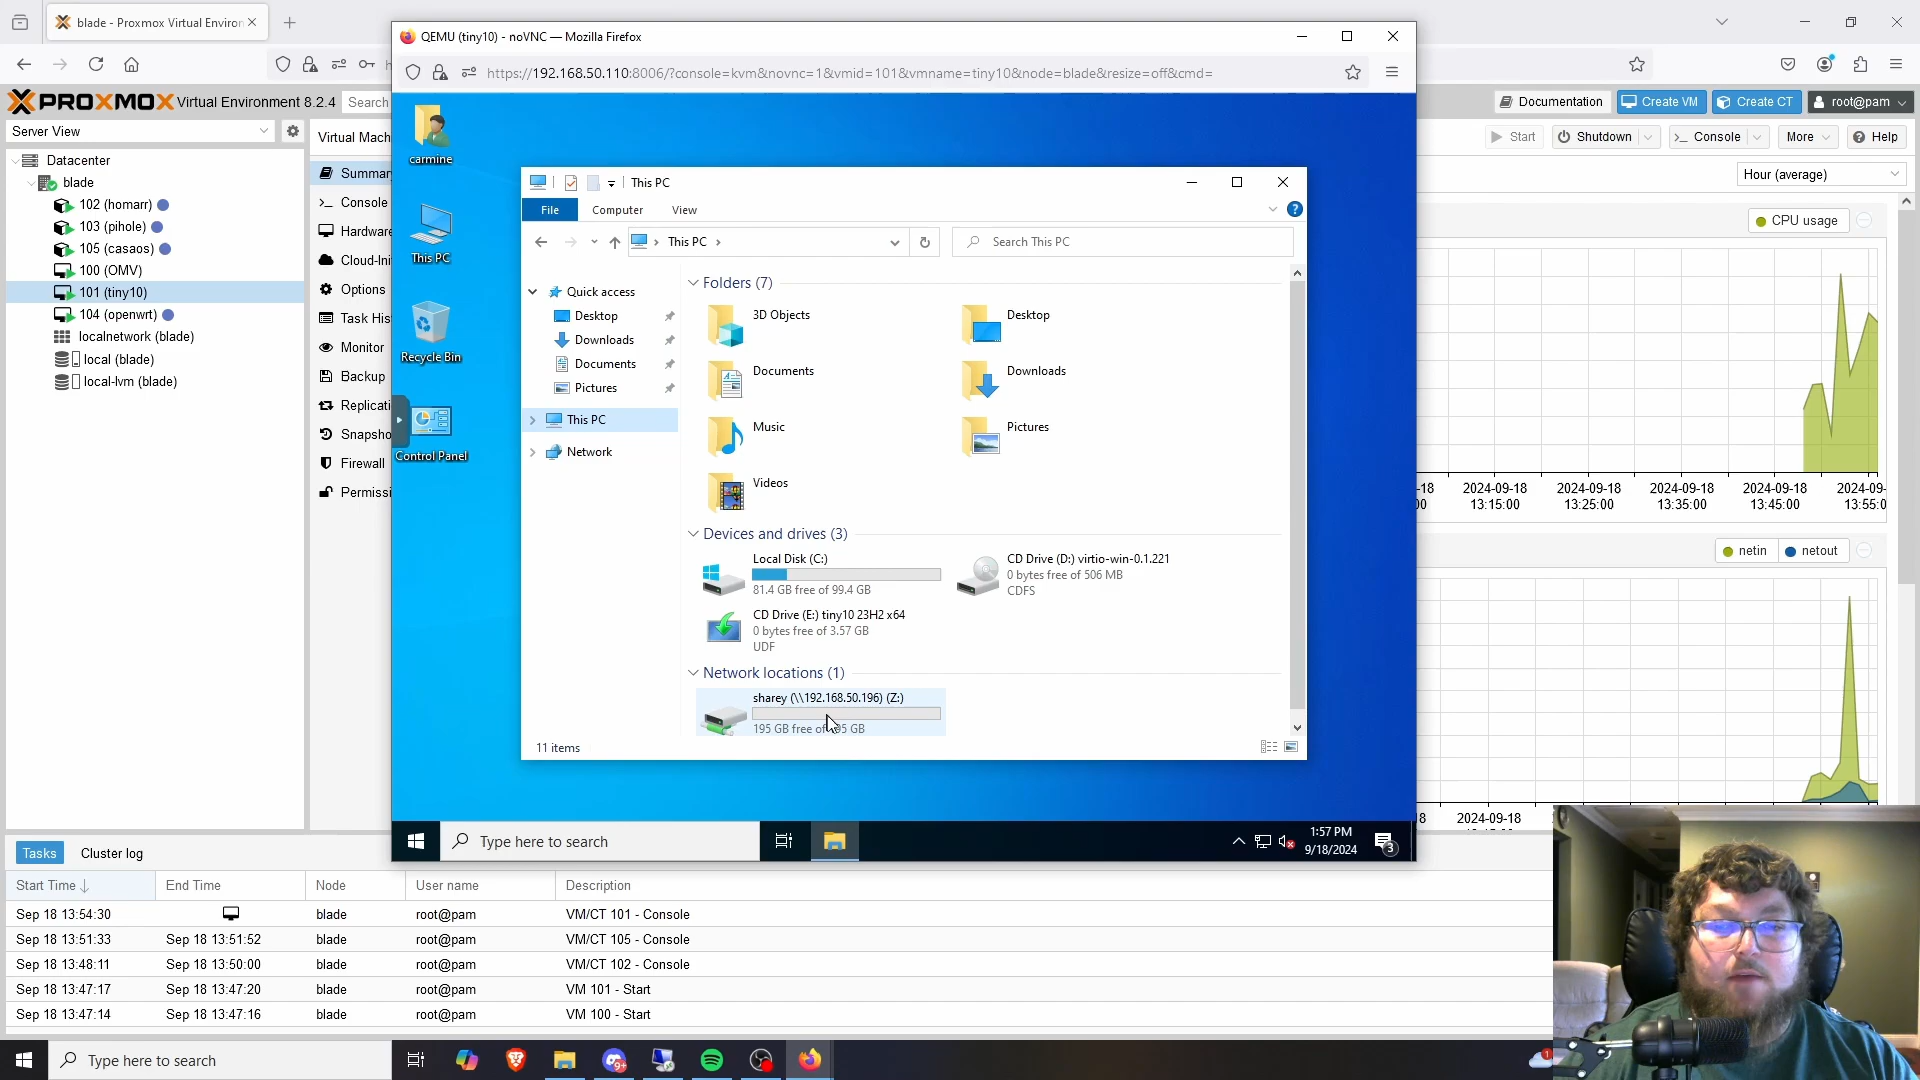 blade - Proxmox Virtual Environ
QEMU (tiny10) - noVNC — Mozilla Firefox
https://192.168.50.110:8006/?console=kvm&novnc=1&vmid=101&vmname=tiny10&node=blade&resize=off&cmd=
PROXMOX Virtual Environment 8.2.4
Search
Documentation
Create VM
Create CT
root@pam
Server View
Virtual Mach
Start
Shutdown
Console
More
Help
Datacenter
blade
102 (homarr)
103 (pihole)
105 (casaos)
100 (OMV)
101 (tiny10)
104 (openwrt)
localnetwork (blade)
local (blade)
local-lvm (blade)
Summar
Console
Hardware
Cloud-Ini
Options
Task His
Monitor
Backup
Replicati
Snapsho
Firewall
Permissi
carmine
This PC
Recycle Bin
Control Panel
This PC
File
Computer
View
This PC
Search This PC
Quick access
Desktop
Downloads
Documents
Pictures
This PC
Network
Folders (7)
3D Objects
Desktop
Documents
Downloads
Music
Pictures
Videos
Devices and drives (3)
Local Disk (C:)
81.4 GB free of 99.4 GB
CD Drive (D:) virtio-win-0.1.221
0 bytes free of 506 MB
CDFS
CD Drive (E:) tiny10 23H2 x64
0 bytes free of 3.57 GB
UDF
Network locations (1)
sharey (\\192.168.50.196) (Z:)
195 GB free of 95 GB
11 items
Type here to search
1:57 PM
9/18/2024
3
Hour (average)
CPU usage
-18 2024-09-18 2024-09-18 2024-09-18 2024-09-18 2024-09-
00 13:15:00 13:25:00 13:35:00 13:45:00 13:55:0
netin
netout
8 2024-09-18
Tasks
Cluster log
Start Time End Time Node User name Description
Sep 18 13:54:30 blade root@pam VM/CT 101 - Console
Sep 18 13:51:33 Sep 18 13:51:52 blade root@pam VM/CT 105 - Console
Sep 18 13:48:11 Sep 18 13:50:00 blade root@pam VM/CT 102 - Console
Sep 18 13:47:17 Sep 18 13:47:20 blade root@pam VM 101 - Start
Sep 18 13:47:14 Sep 18 13:47:16 blade root@pam VM 100 - Start
Type here to search
1